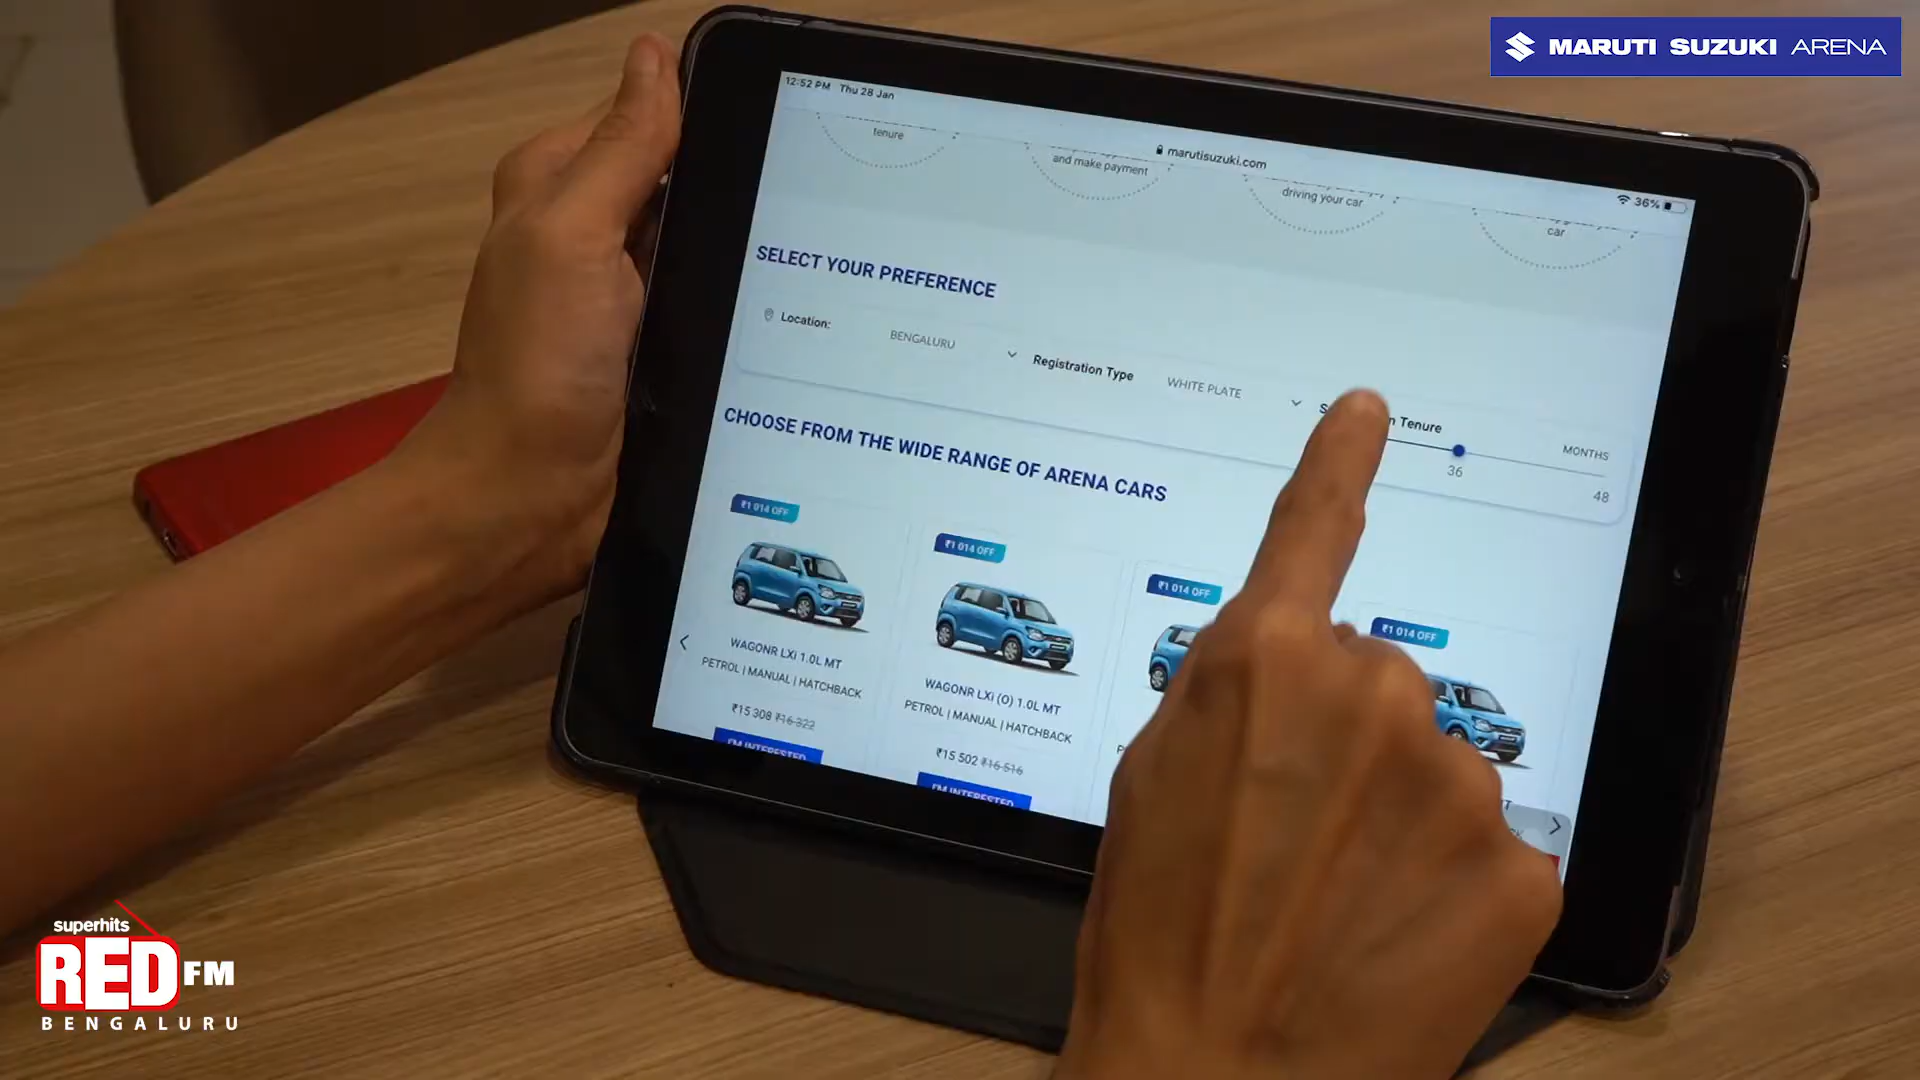 MARUTI SUZUKI ARENA
12:52 PM Thu 28 Jan
marutisuzuki.com
36%
tenure
and make payment
driving your car
car
SELECT YOUR PREFERENCE
Location:
BENGALURU
Registration Type
WHITE PLATE
Tenure
MONTHS
36
48
CHOOSE FROM THE WIDE RANGE OF ARENA CARS
₹1 014 OFF
₹1 014 OFF
₹1 014 OFF
₹1 014 OFF
WAGONR LXi 1.0L MT
PETROL | MANUAL | HATCHBACK
₹15 308 ₹16 322
I'M INTERESTED
WAGONR LXi (O) 1.0L MT
PETROL | MANUAL | HATCHBACK
₹15 502 ₹16 516
I'M INTERESTED
superhits
RED FM
BENGALURU